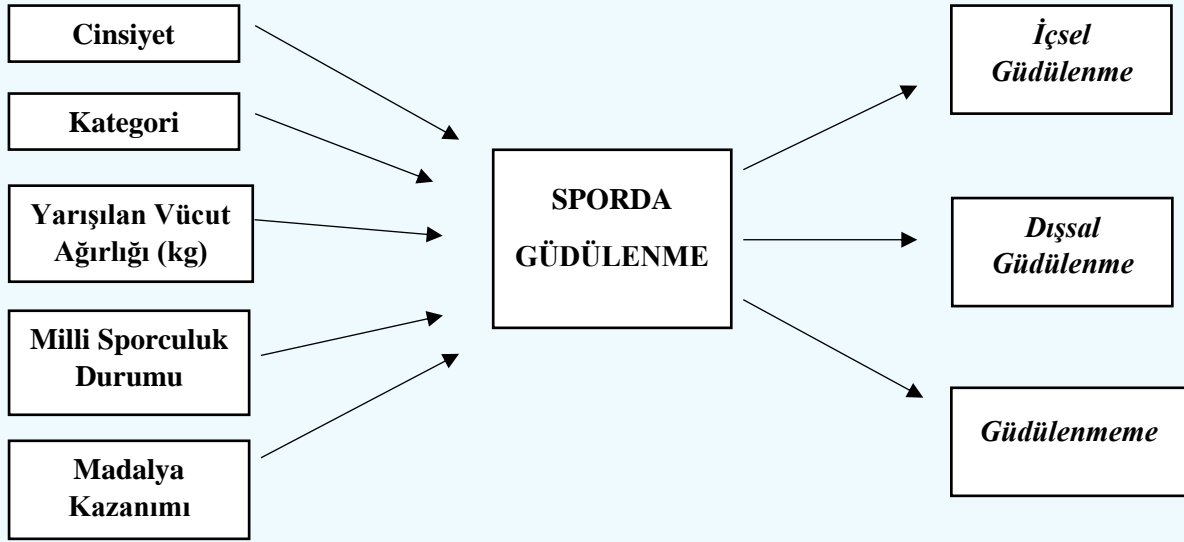 Cinsiyet
Kategori
Yarışılan Vücut
Ağırlığı (kg)
Milli Sporculuk
Durumu
Madalya
Kazanımı
SPORDA
GÜDÜLENME
İçsel
Güdülenme
Dışsal
Güdülenme
Güdülenmeme